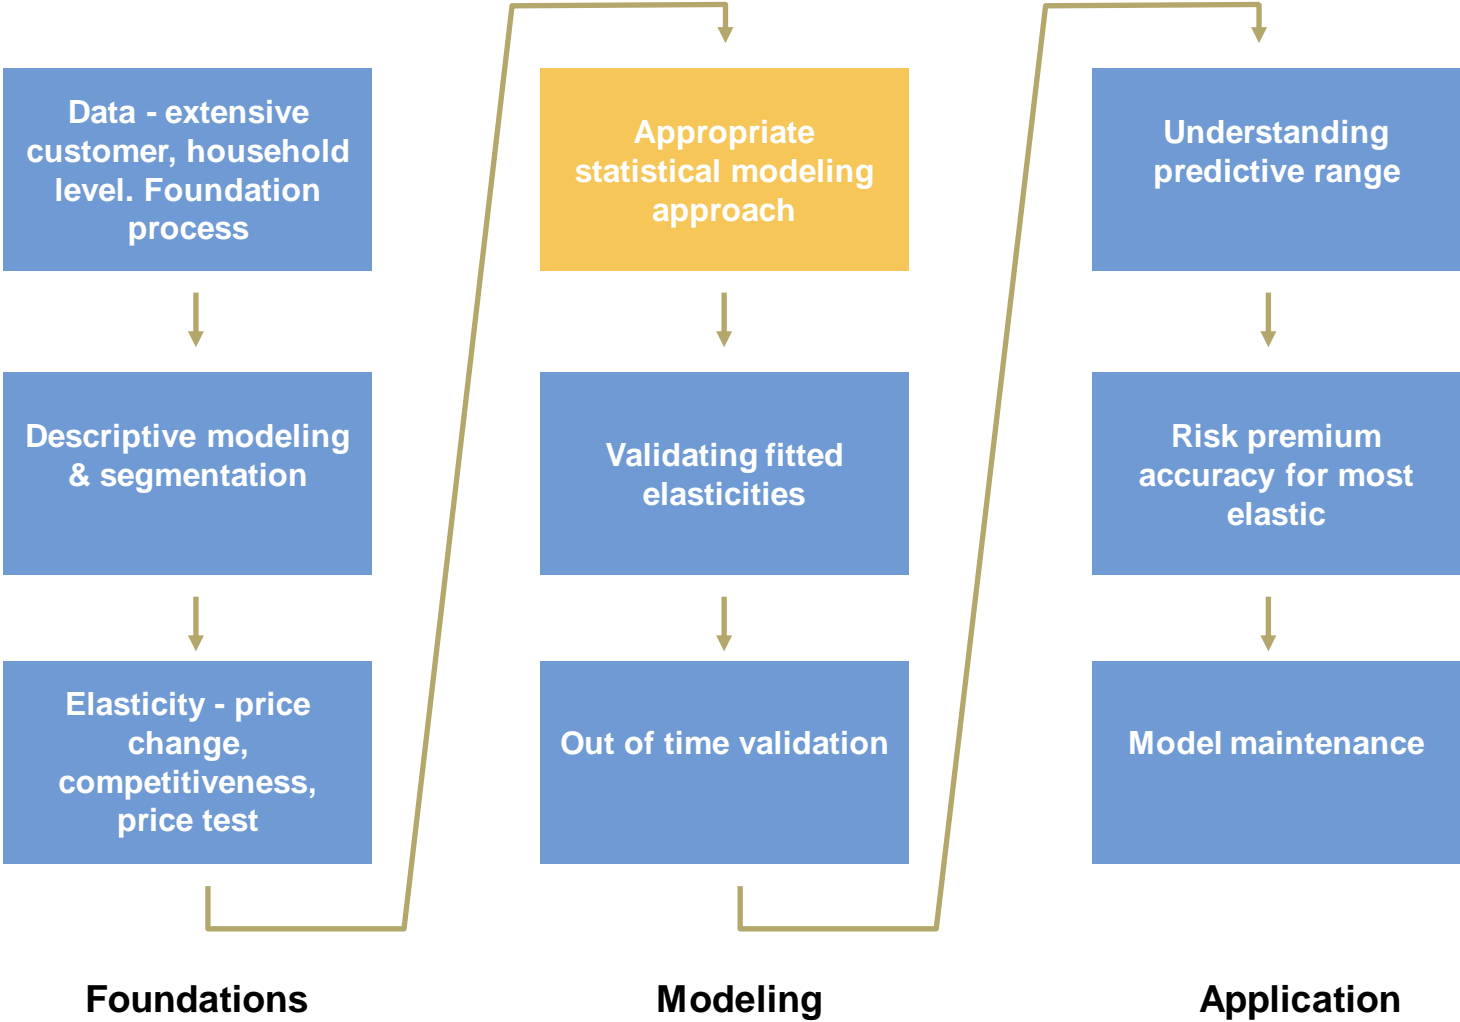 Data - extensive
customer, household
level. Foundation
process
Descriptive modeling
& segmentation
Elasticity - price
change,
competitiveness,
price test
Foundations
Appropriate
statistical modeling
approach
Validating fitted
elasticities
Out of time validation
Modeling
Understanding
predictive range
Risk premium
accuracy for most
elastic
Model maintenance
Application